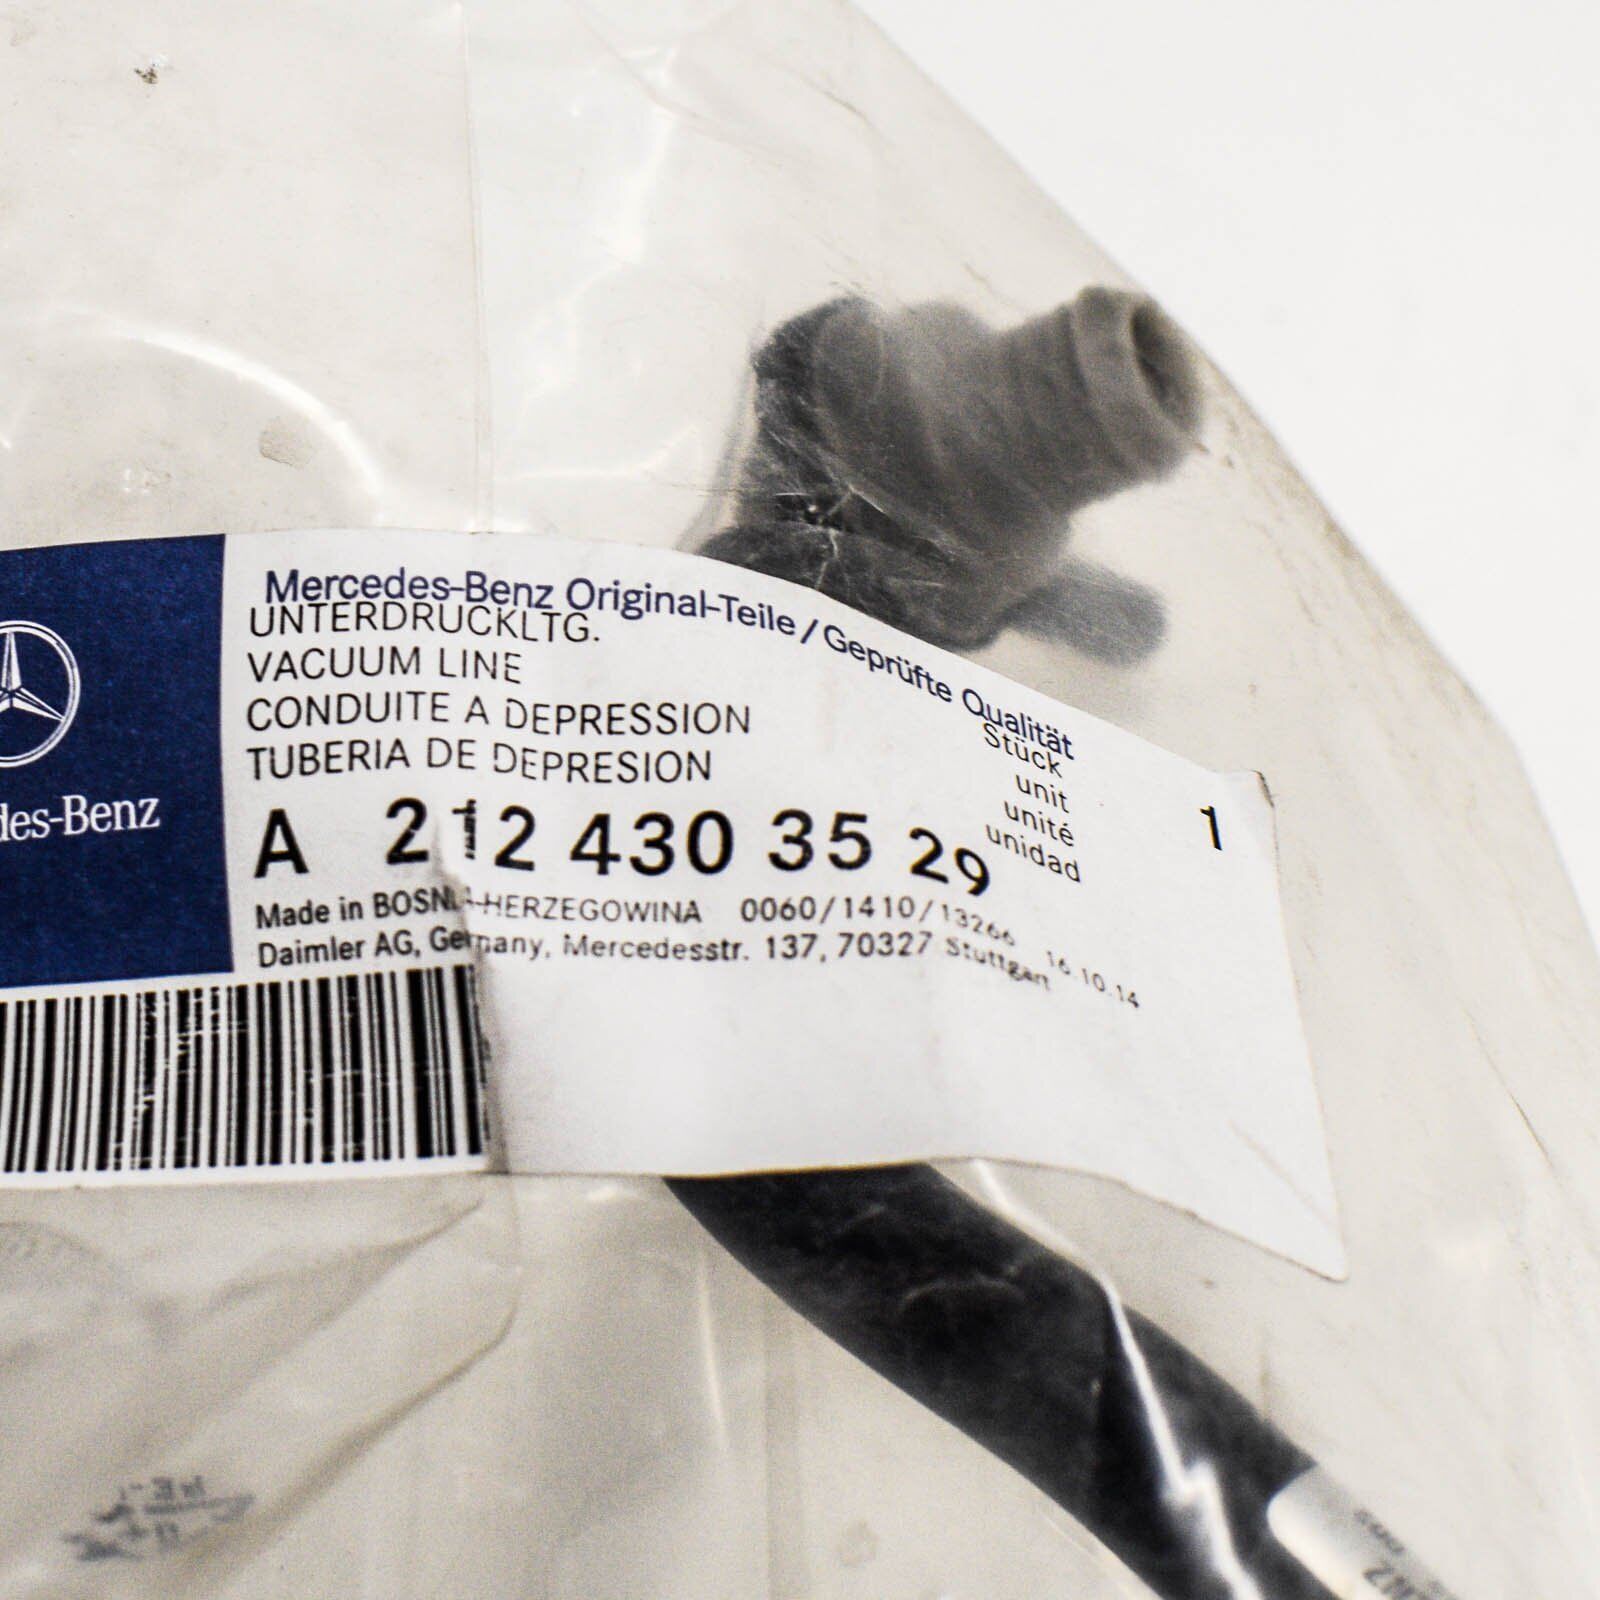 Mercedes-Benz Original-Teile / Geprüfte Qualität
UNTERDRUCKLTG.
VACUUM LINE
CONDUITE A DEPRESSION
TUBERIA DE DEPRESION
Stück
unit
unité
unidad
1
A 212 430 35 29
Made in BOSNIA-HERZEGOWINA 0060/1410/13266 16.10.14
Daimler AG, Germany, Mercedesstr. 137, 70327 Stuttgart
des-Benz